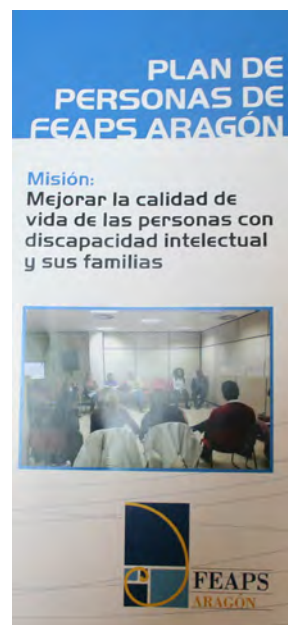 PLAN DE
PERSONAS DE
FEAPS ARAGÓN
Misión:
Mejorar la calidad de
vida de las personas con
discapacidad intelectual
y sus familias
FEAPS
ARAGÓN